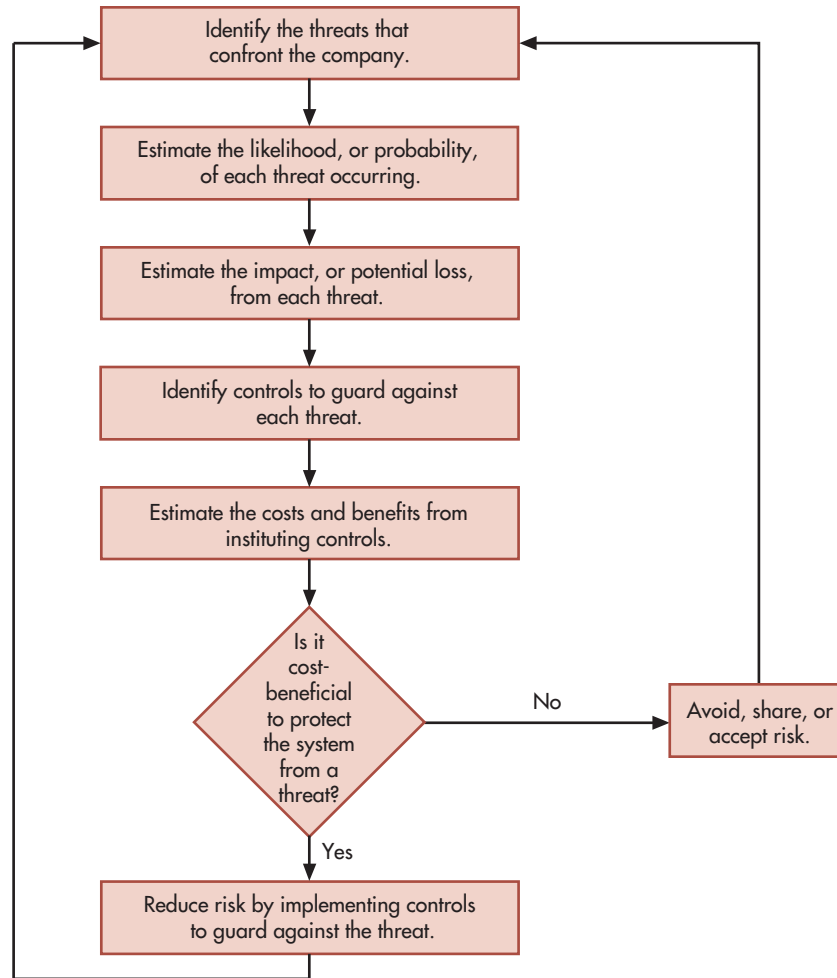 Identify the threats that
confront the company.
Estimate the likelihood, or probability,
of each threat occurring.
Estimate the impact, or potential loss,
from each threat.
Identify controls to guard against
each threat.
Estimate the costs and benefits from
instituting controls.
Is it
cost-
beneficial
to protect
the system
from a
threat?
No
Avoid, share, or
accept risk.
Yes
Reduce risk by implementing controls
to guard against the threat.